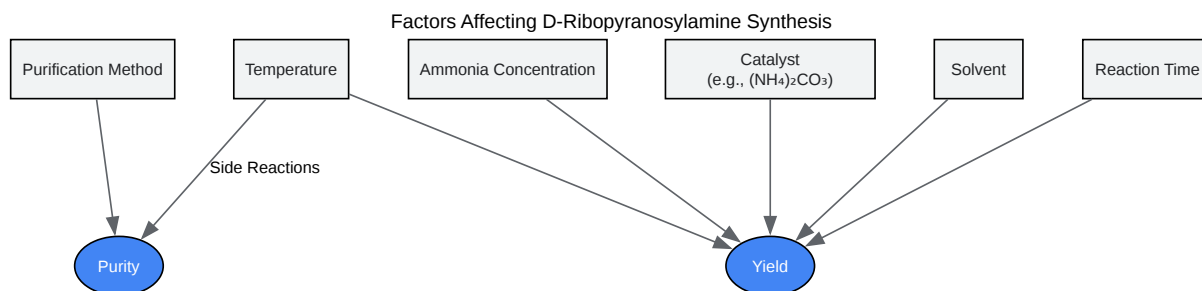 Factors Affecting D-Ribopyranosylamine Synthesis
Purification Method
Temperature
Ammonia Concentration
Catalyst
(e.g., (NH₄)₂CO₃)
Solvent
Reaction Time
Side Reactions
Purity
Yield